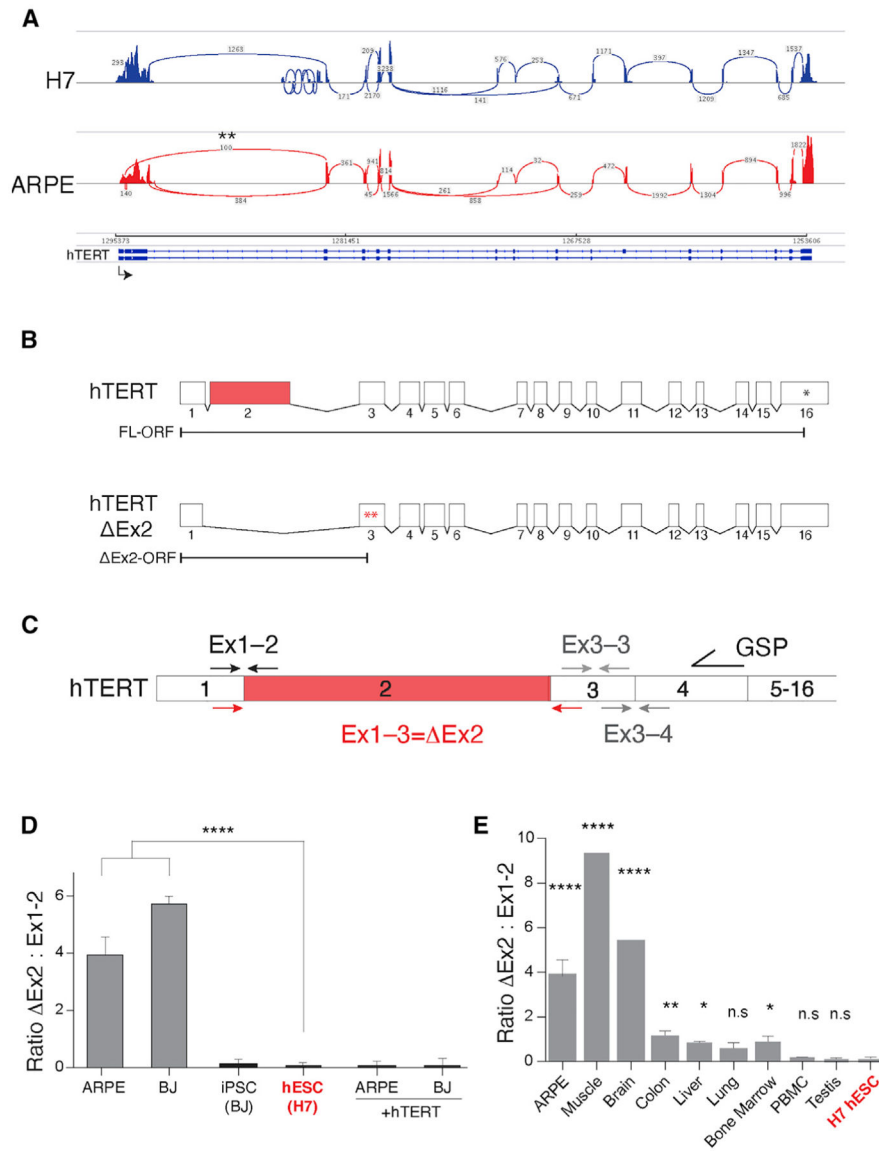 A
H7
293
1263
171
209
2170
3238
1116
141
576
253
671
1171
397
1209
1347
685
1537
**
ARPE
100
140
884
361
45
941
814
1566
261
858
114
32
259
472
1992
1304
894
996
1822
1295373
1281451
1267528
1253606
hTERT
B
hTERT
*
1 2 3 4 5 6 7 8 9 10 11 12 13 14 15 16
FL-ORF
hTERT
ΔEx2
**
1 3 4 5 6 7 8 9 10 11 12 13 14 15 16
ΔEx2-ORF
C
Ex1–2
Ex3–3
GSP
hTERT
1 2 3 4 5-16
Ex1–3=ΔEx2
Ex3–4
D
****
Ratio ΔEx2 : Ex1-2
6
4
2
0
ARPE BJ iPSC hESC ARPE BJ
(BJ) (H7) +hTERT
E
Ratio ΔEx2 : Ex1-2
10
8
6
4
2
0
**** **** **** ** * n.s * n.s n.s
ARPE Muscle Brain Colon Liver Lung Bone Marrow PBMC Testis H7 hESC